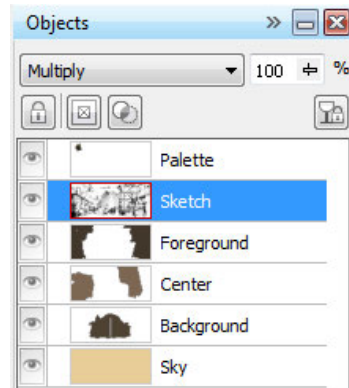 Objects
Multiply 100 %
Palette
Sketch
Foreground
Center
Background
Sky